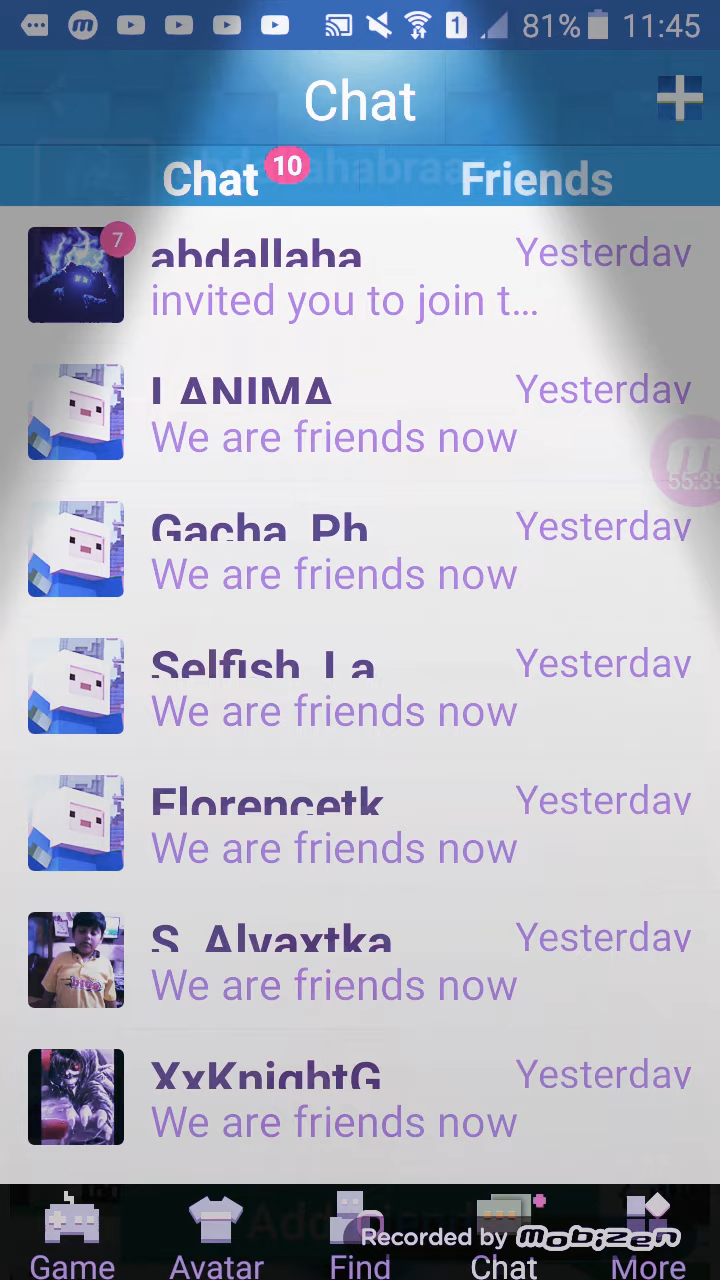 81% 11:45
Chat
Chat 10 Friends
7
abdallaha Yesterday
invited you to join t...
LANIMA Yesterday
55:39
We are friends now
Gacha_Ph Yesterday
We are friends now
Selfish_La Yesterday
We are friends now
Florencetk Yesterday
We are friends now
S_Alvaxtka Yesterday
We are friends now
XxKnightG Yesterday
We are friends now
Recorded by Mobizen
Game Avatar Find Chat More